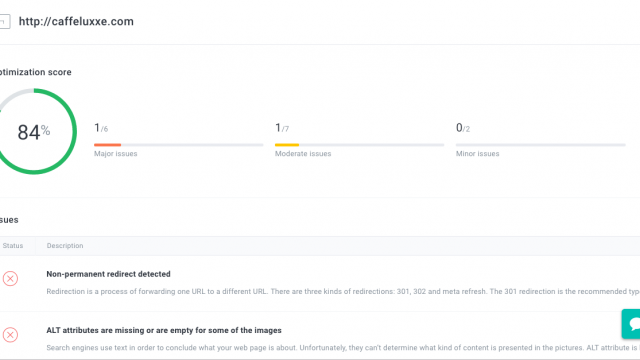 http://caffeluxxe.com
ptimization score
84%
1/6
Major issues
1/7
Moderate issues
0/2
Minor issues
sues
Status Description
Non-permanent redirect detected
Redirection is a process of forwarding one URL to a different URL. There are three kinds of redirections: 301, 302 and meta refresh. The 301 redirection is the recommended typ
ALT attributes are missing or are empty for some of the images
Search engines use text in order to conclude what your web page is about. Unfortunately, they can't determine what kind of content is presented in the pictures. ALT attribute is